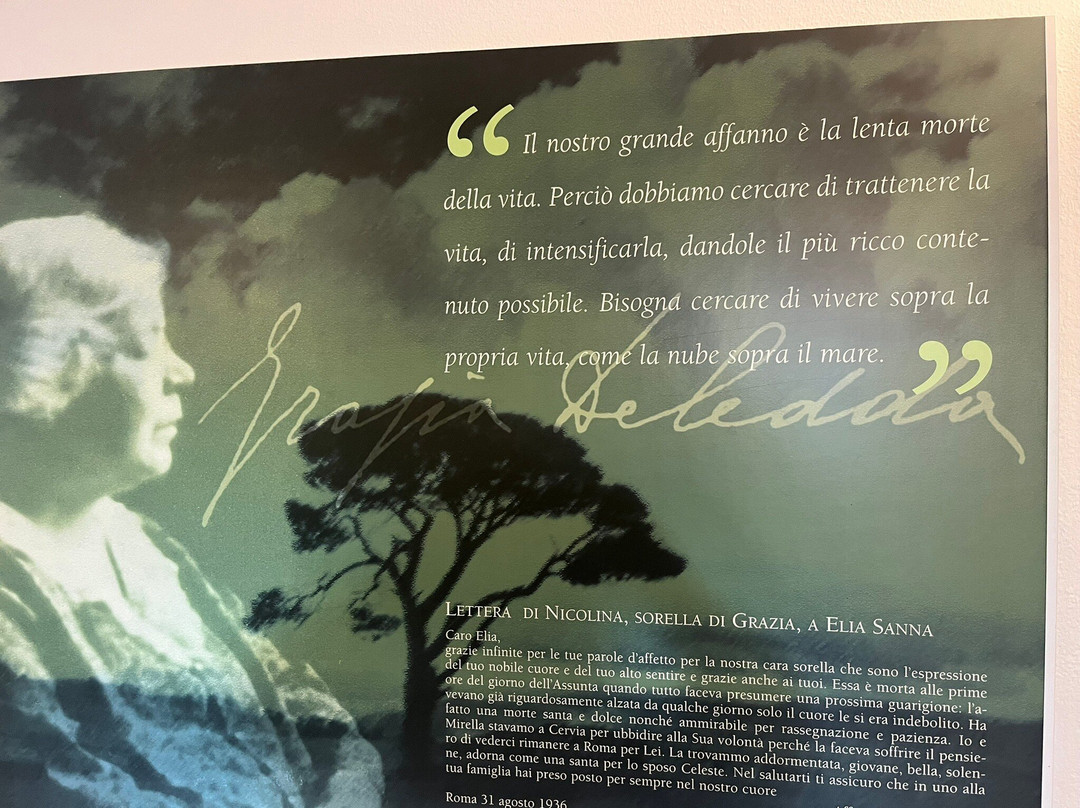 “ Il nostro grande affanno è la lenta morte
della vita. Perciò dobbiamo cercare di trattenere la
vita, di intensificarla, dandole il più ricco conte-
nuto possibile. Bisogna cercare di vivere sopra la
propria vita, come la nube sopra il mare. ”
Grazia Deledda
LETTERA DI NICOLINA, SORELLA DI GRAZIA, A ELIA SANNA
Caro Elia,
grazie infinite per le tue parole d'affetto per la nostra cara sorella che sono l'espressione
del tuo nobile cuore e del tuo alto sentire e grazie anche ai tuoi. Essa è morta alle prime
ore del giorno dell'Assunta quando tutto faceva presumere una prossima guarigione: l'a-
vevano già riguardosamente alzata da qualche giorno solo il cuore le si era indebolito. Ha
fatto una morte santa e dolce nonché ammirabile per rassegnazione e pazienza. Io e
Mirella stavamo a Cervia per ubbidire alla Sua volontà perché la faceva soffrire il pensie-
ro di vederci rimanere a Roma per Lei. La trovammo addormentata, giovane, bella, solen-
ne, adorna come una santa per lo sposo Celeste. Nel salutarti ti assicuro che in uno alla
tua famiglia hai preso posto per sempre nel nostro cuore
Roma 31 agosto 1936